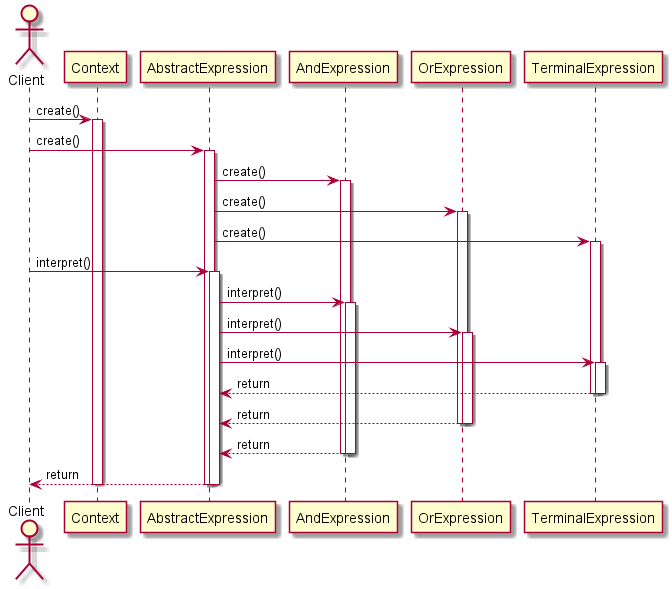 Client
Context
AbstractExpression
AndExpression
OrExpression
TerminalExpression
create()
create()
create()
create()
create()
interpret()
interpret()
interpret()
interpret()
return
return
return
return
Client
Context
AbstractExpression
AndExpression
OrExpression
TerminalExpression